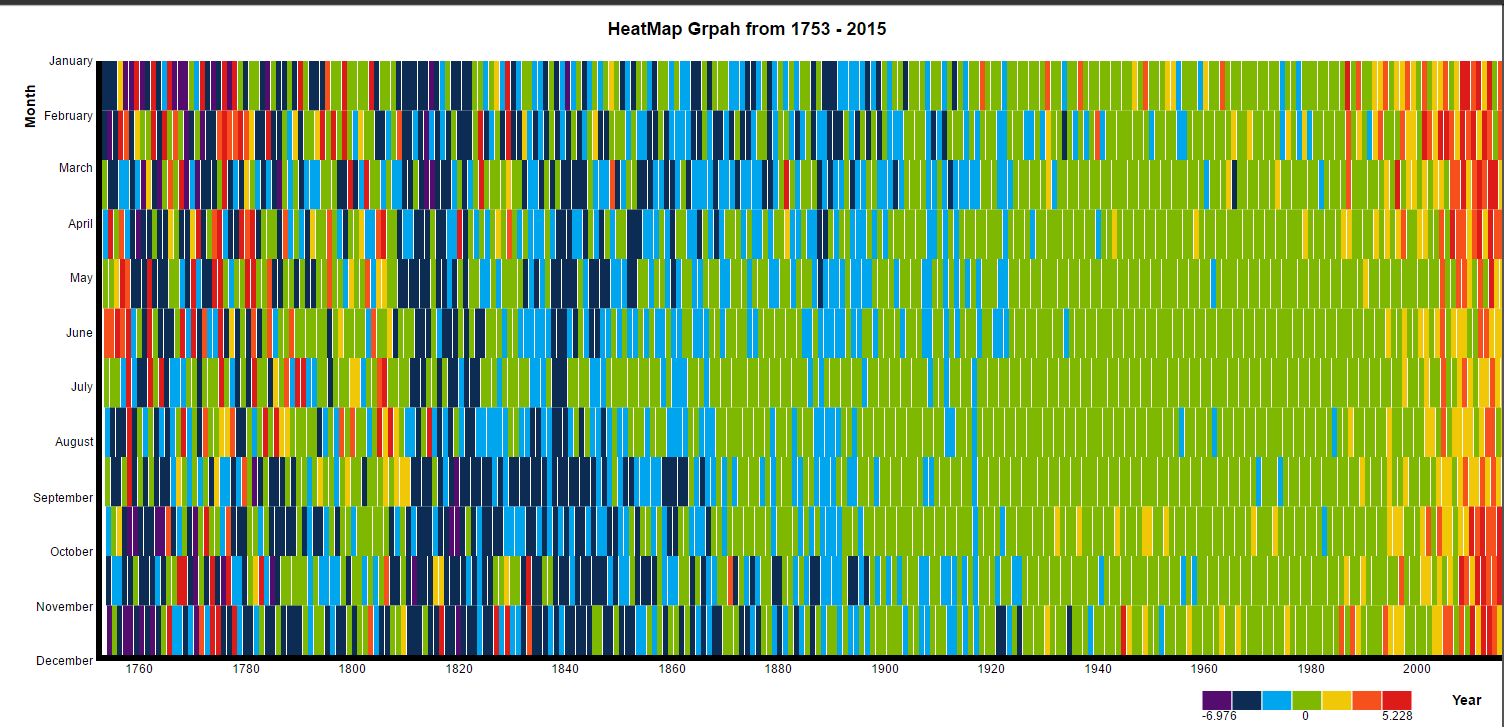 HeatMap Grpah from 1753 - 2015
Month
January
February
March
April
May
June
July
August
September
October
November
December
1760 1780 1800 1820 1840 1860 1880 1900 1920 1940 1960 1980 2000
Year
-6.976 0 5.228